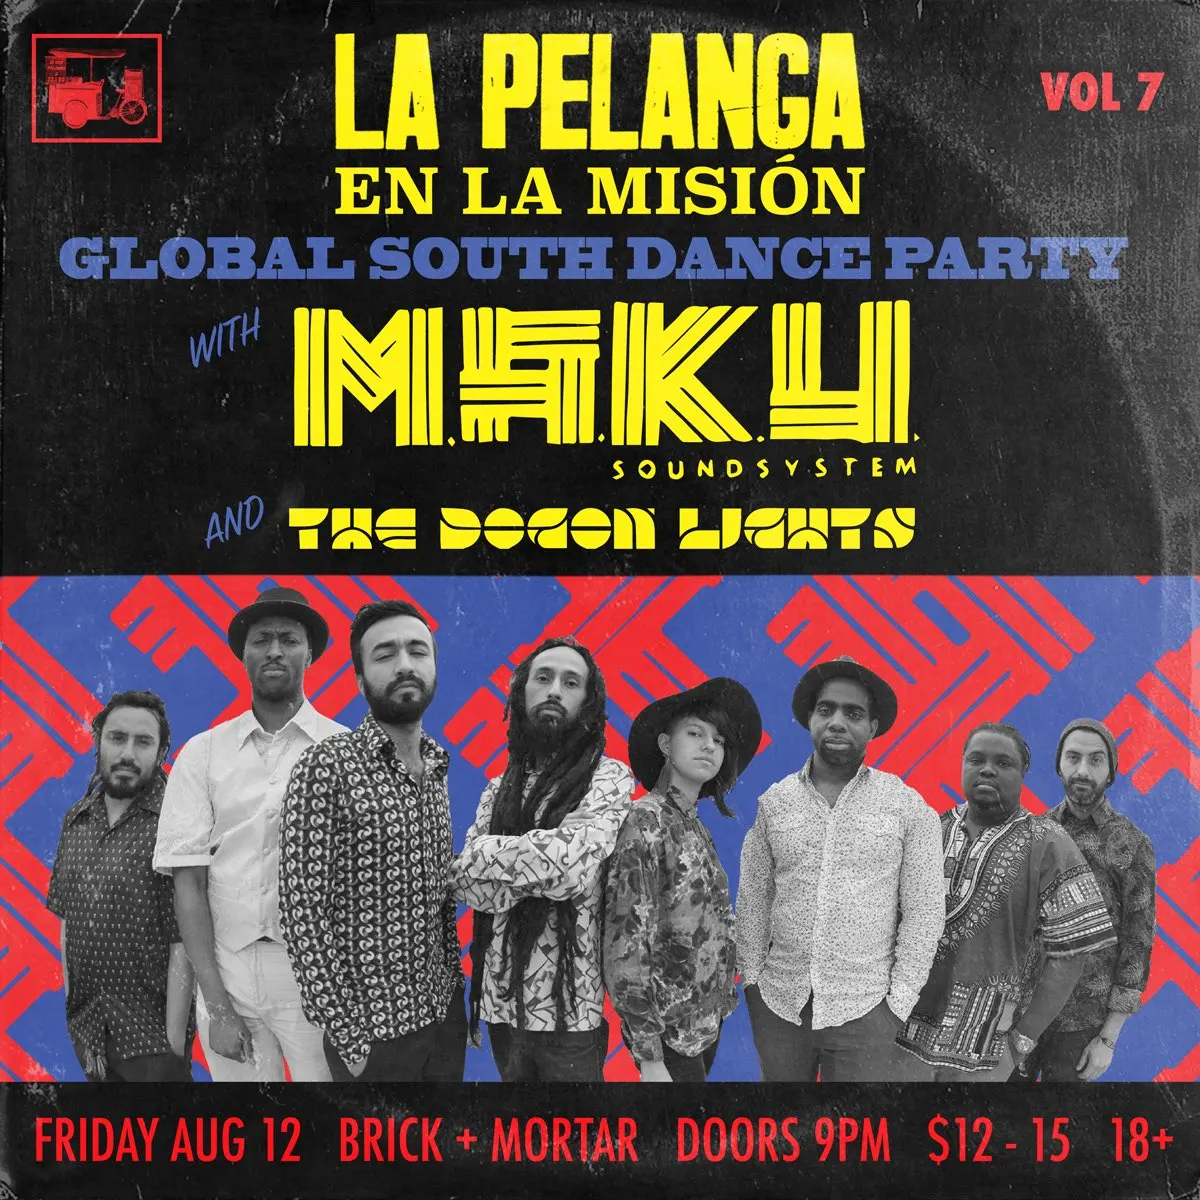 LA PELANGA
VOL 7
EN LA MISIÓN
GLOBAL SOUTH DANCE PARTY
WITH
M.A.K.U.
SOUNDSYSTEM
AND
THE DOGON LIGHTS
FRIDAY AUG 12 BRICK + MORTAR DOORS 9PM $12 - 15 18+